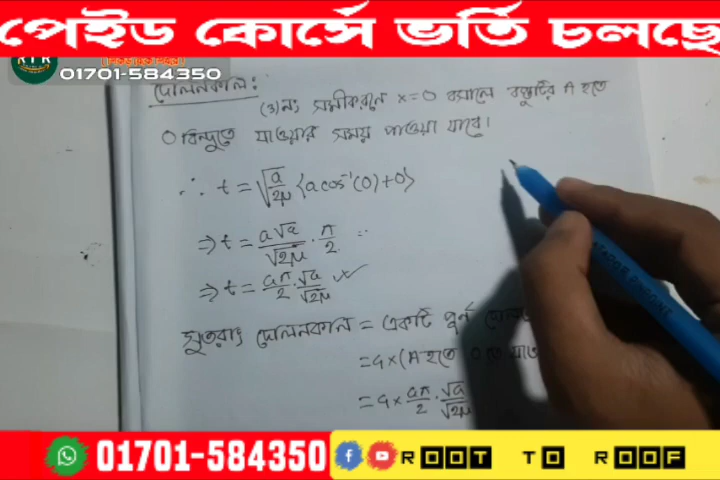 পেইড কোর্সে ভর্তি চলছে
RTR
01701-584350
দোলনকাল:
(3)নং সমীকরণে x=0 বসালে বস্তুটির A হতে
O বিন্দুতে যাওয়ার সময় পাওয়া যাবে।
∴ t = √(a/2μ) {a cos⁻¹(0)+0}
⇒ t = a√a/√2μ · π/2
⇒ t = aπ/2 · √a/√2μ
সুতরাং দোলনকাল = একটি পূর্ন
= 4×(A হতে O তে
= 4× aπ/2 · √a/√2μ
01701-584350 ROOT TO ROOF